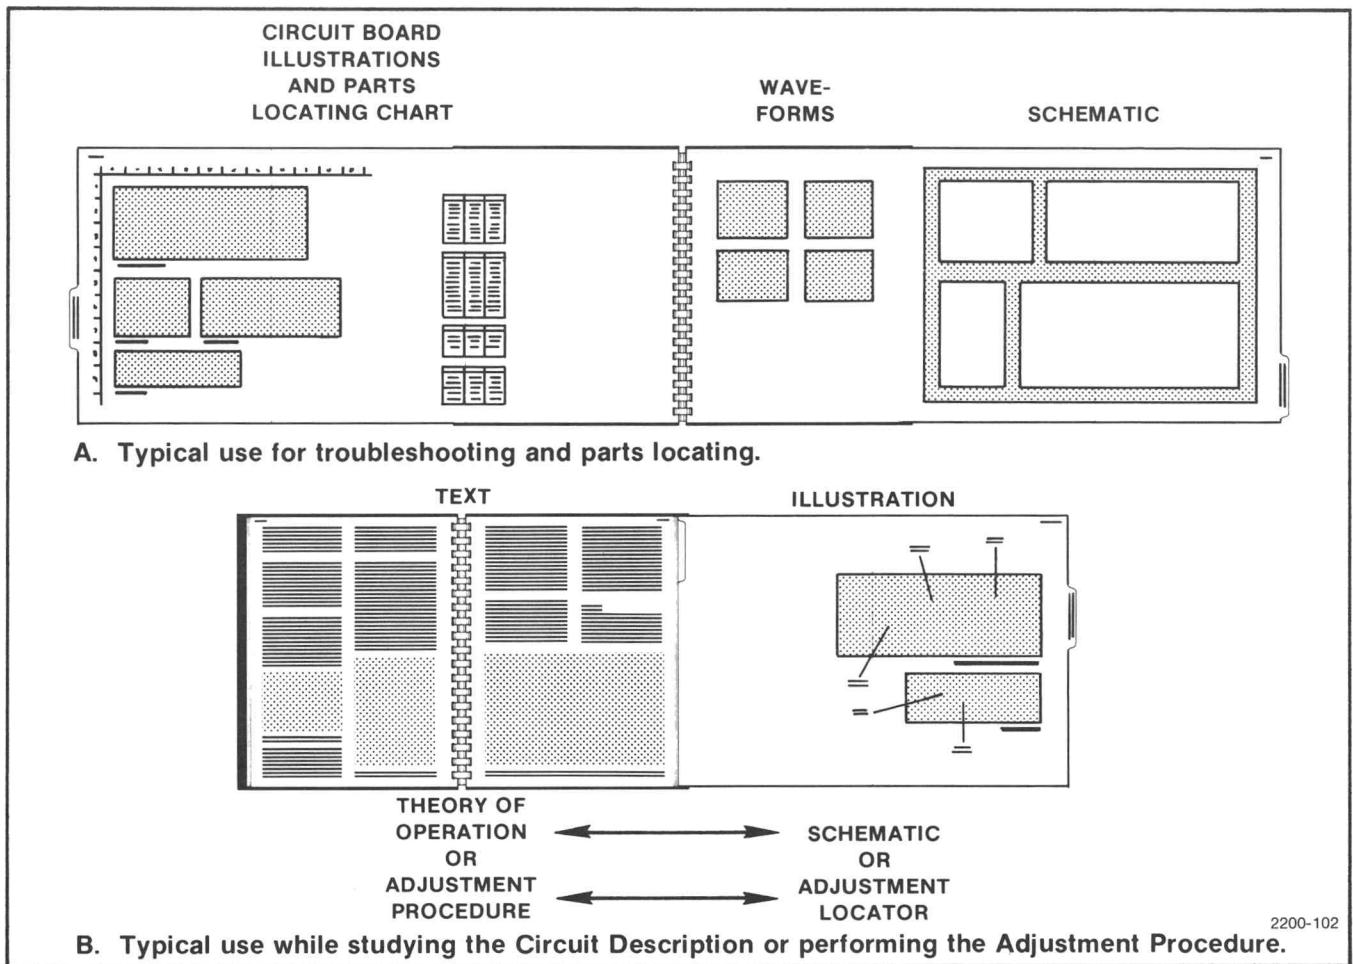 CIRCUIT BOARD
ILLUSTRATIONS
AND PARTS
LOCATING CHART
WAVE-
FORMS
SCHEMATIC
A. Typical use for troubleshooting and parts locating.
TEXT
ILLUSTRATION
THEORY OF
OPERATION
OR
ADJUSTMENT
PROCEDURE
SCHEMATIC
OR
ADJUSTMENT
LOCATOR
2200-102
B. Typical use while studying the Circuit Description or performing the Adjustment Procedure.